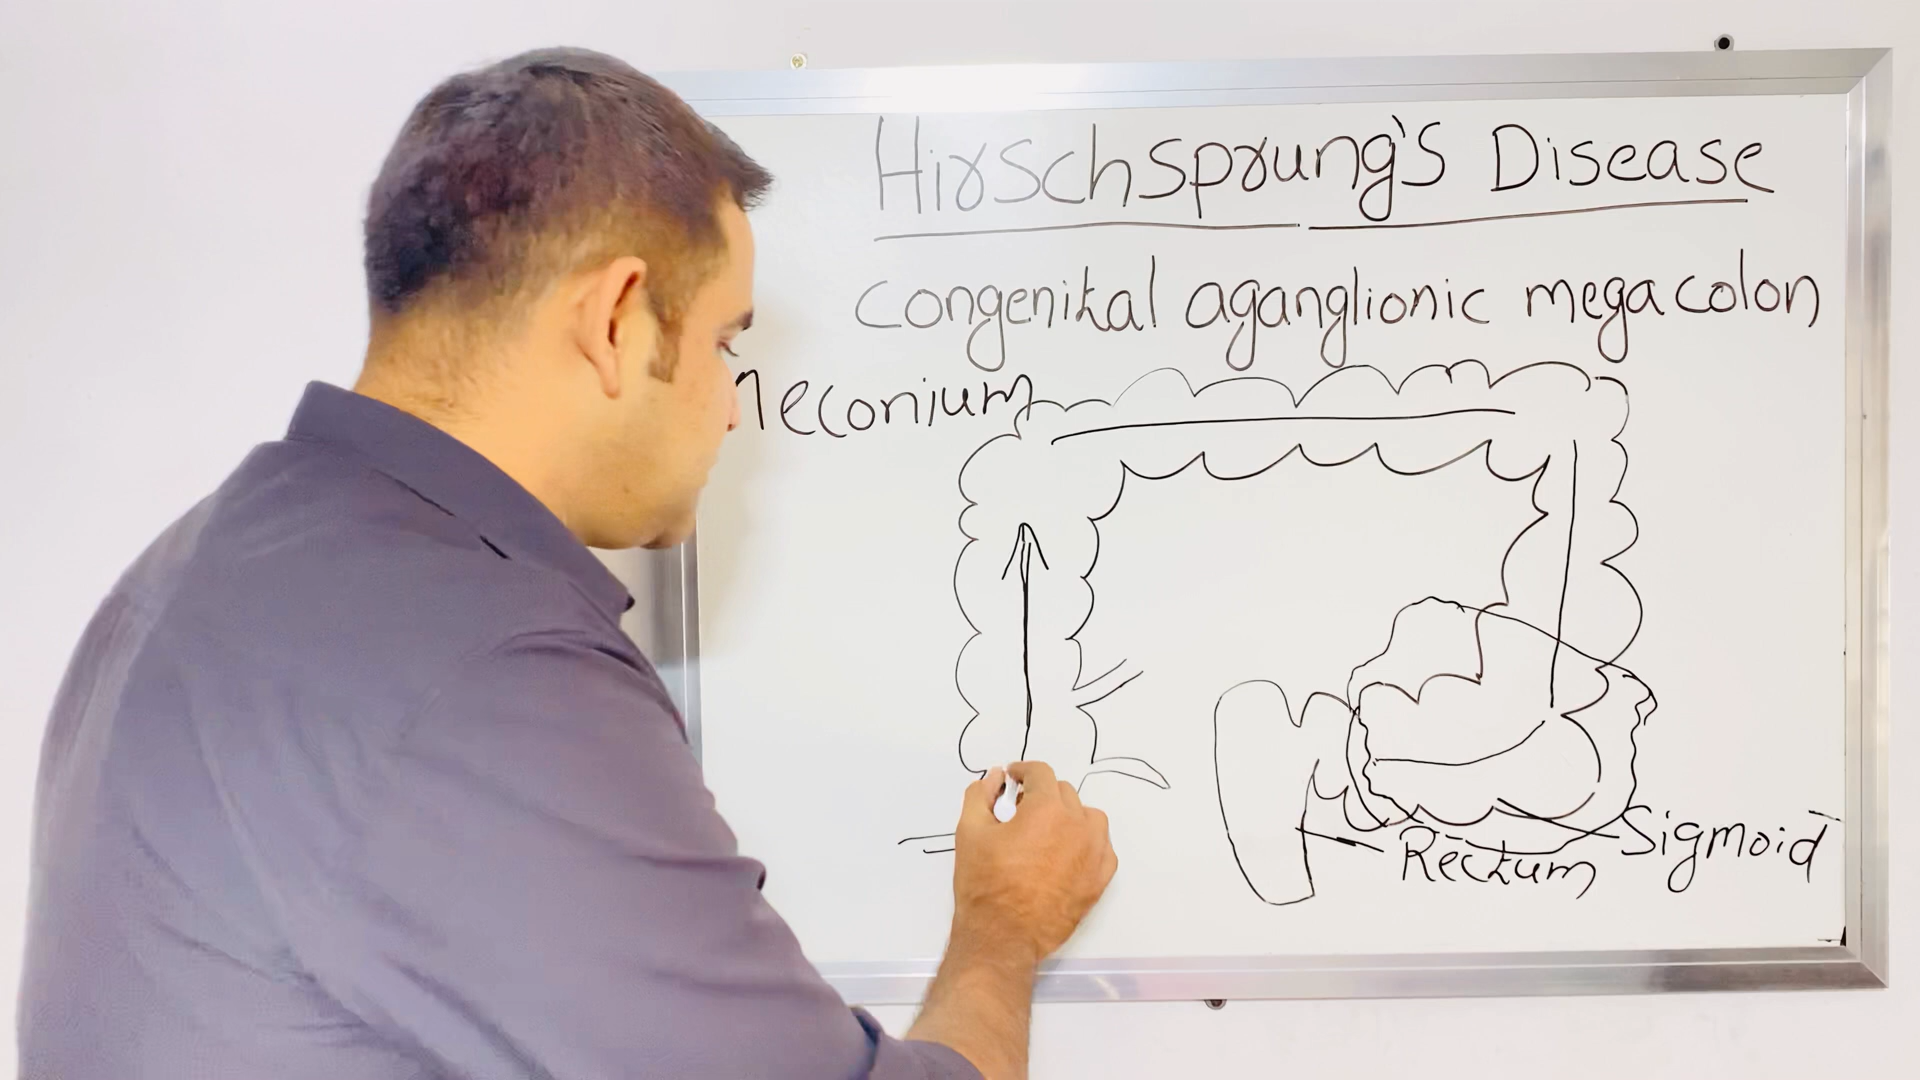 Hirschsprung's Disease
congenital aganglionic megacolon
Meconium
Sigmoid
Rectum